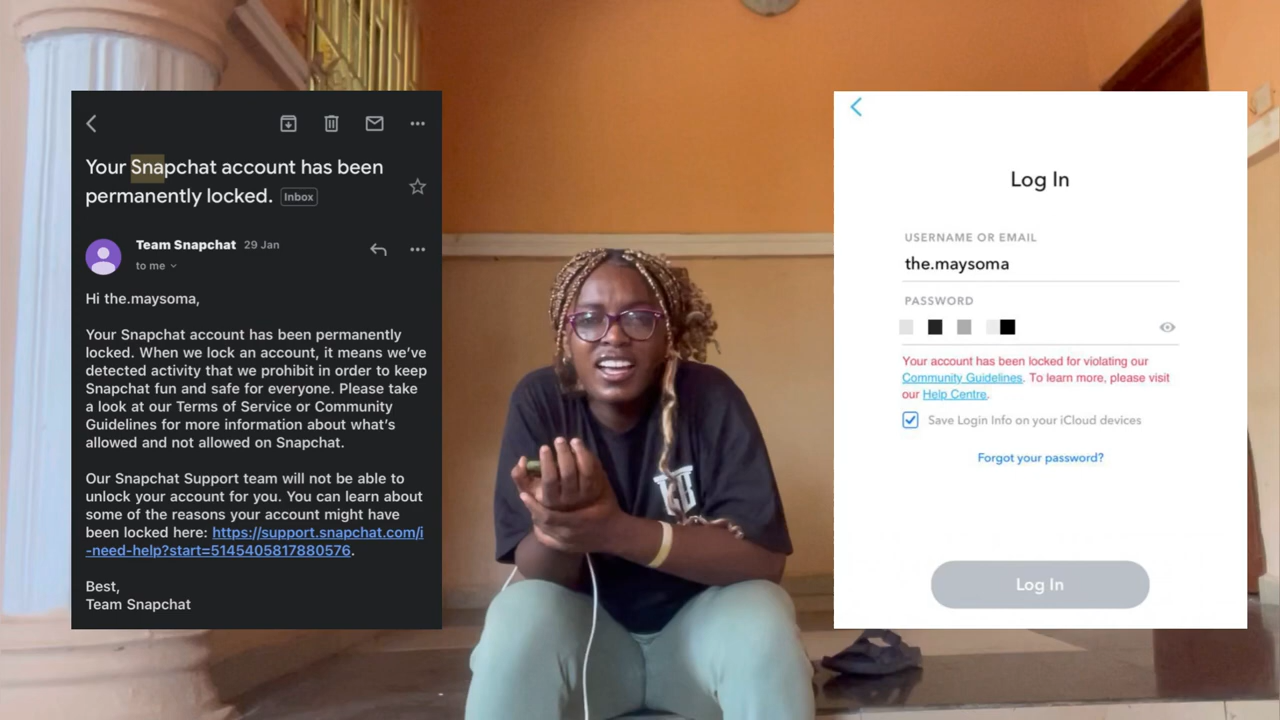 Your Snapchat account has been
permanently locked. Inbox
Team Snapchat 29 Jan
to me
Hi the.maysoma,
Your Snapchat account has been permanently
locked. When we lock an account, it means we’ve
detected activity that we prohibit in order to keep
Snapchat fun and safe for everyone. Please take
a look at our Terms of Service or Community
Guidelines for more information about what’s
allowed and not allowed on Snapchat.
Our Snapchat Support team will not be able to
unlock your account for you. You can learn about
some of the reasons your account might have
been locked here: https://support.snapchat.com/i
-need-help?start=5145405817880576.
Best,
Team Snapchat
Log In
USERNAME OR EMAIL
the.maysoma
PASSWORD
Your account has been locked for violating our
Community Guidelines. To learn more, please visit
our Help Centre.
Save Login Info on your iCloud devices
Forgot your password?
Log In